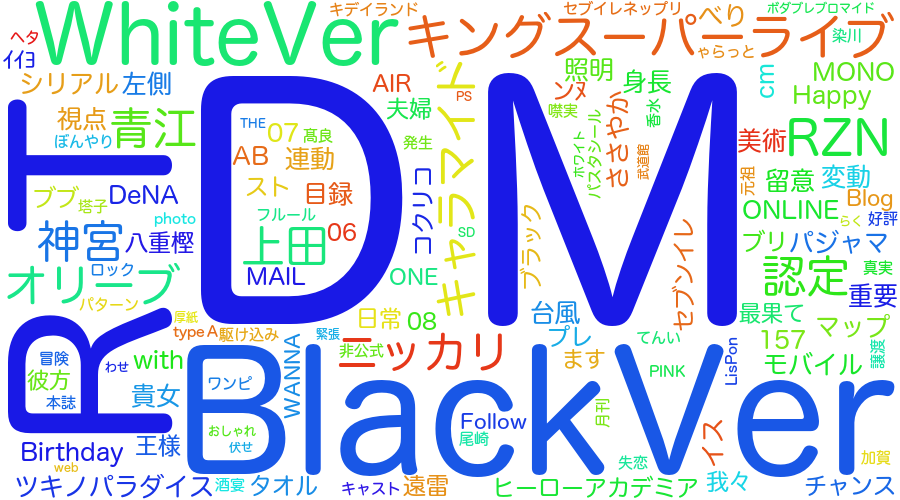 キデイランド
セブイレネップリ
ボダブレブロマイド
ヘタ
WhiteVer
キングスーパーライブ
べり
染川
イイヨ
ゃらっと
シリアル
左側
AIR
キャラマイド
PS
照明
身長
cm
MONO
視点
青江
夫婦
ンヌ
噺実
香水
Happy
THE
07
髙良
発生
ホワイト
パスタシール
ささやか
武道館
美術
RZN
ぼんやり
AB
連動
DM
元祖
留意
変動
ブブ
塔子
DeNA
スト
目録
コクリコ
Blog
photo
フルール
ONLINE
らく
好評
神宮
八重樫
上田
06
SD
ブラック
セブンイレ
ブリ
パジャマ
オリーブ
ロック
MAIL
ONE
認定
真実
重要
パターン
RT
厚紙
日常
08
台風
最果て
type A
駆け込み
緊張
プレ
てんい
157
マップ
冒険
わせ
with
WANNA
非公式
ニッカリ
ます
LisPon
モバイル
譲渡
彼方
本誌
貴女
ワンピ
BlackVer
PINK
おしゃれ
伏せ
Follow
尾崎
月刊
イス
Birthday
王様
web
失恋
加賀
ツキノパラダイス
酒宴
タオル
キャスト
遠雷
ヒーローアカデミア
我々
チャンス